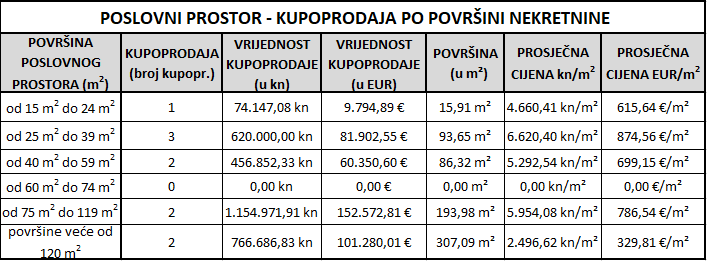 POSLOVNI PROSTOR - KUPOPRODAJA PO POVRŠINI NEKRETNINE
POVRŠINA POSLOVNOG PROSTORA (m²) KUPOPRODAJA (broj kupopr.) VRIJEDNOST KUPOPRODAJE (u kn) VRIJEDNOST KUPOPRODAJE (u EUR) POVRŠINA (u m²) PROSJEČNA CIJENA kn/m² PROSJEČNA CIJENA EUR/m²
od 15 m² do 24 m² 1 74.147,08 kn 9.794,89 € 15,91 m² 4.660,41 kn/m² 615,64 €/m²
od 25 m² do 39 m² 3 620.000,00 kn 81.902,55 € 93,65 m² 6.620,40 kn/m² 874,56 €/m²
od 40 m² do 59 m² 2 456.852,33 kn 60.350,60 € 86,32 m² 5.292,54 kn/m² 699,15 €/m²
od 60 m² do 74 m² 0 0,00 kn 0,00 € 0,00 m² 0,00 kn/m² 0,00 €/m²
od 75 m² do 119 m² 2 1.154.971,91 kn 152.572,81 € 193,98 m² 5.954,08 kn/m² 786,54 €/m²
površine veće od 120 m² 2 766.686,83 kn 101.280,01 € 307,09 m² 2.496,62 kn/m² 329,81 €/m²